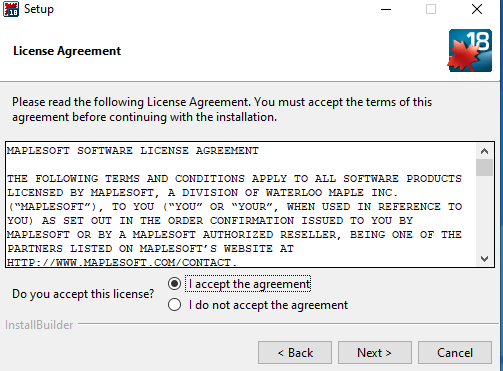 18 Setup
License Agreement
18
Please read the following License Agreement. You must accept the terms of this
agreement before continuing with the installation.
MAPLESOFT SOFTWARE LICENSE AGREEMENT
THE FOLLOWING TERMS AND CONDITIONS APPLY TO ALL SOFTWARE PRODUCTS
LICENSED BY MAPLESOFT, A DIVISION OF WATERLOO MAPLE INC.
(“MAPLESOFT”), TO YOU (“YOU” OR “YOUR”, WHEN USED IN REFERENCE TO
YOU) AS SET OUT IN THE ORDER CONFIRMATION ISSUED TO YOU BY
MAPLESOFT OR BY A MAPLESOFT AUTHORIZED RESELLER, BEING ONE OF THE
PARTNERS LISTED ON MAPLESOFT’S WEBSITE AT
HTTP://WWW.MAPLESOFT.COM/CONTACT.
Do you accept this license?
I accept the agreement
I do not accept the agreement
InstallBuilder
< Back
Next >
Cancel